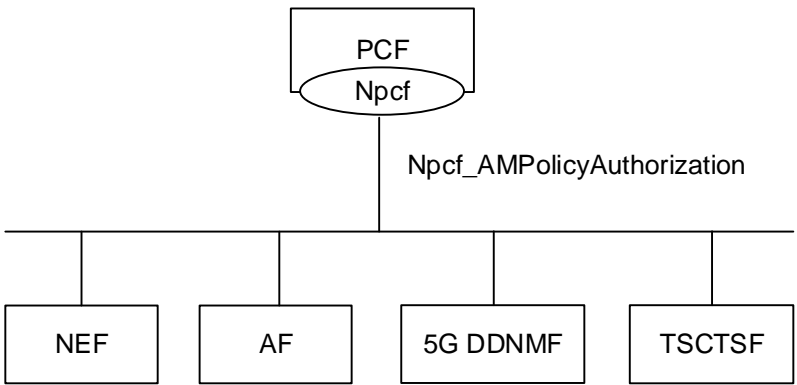 PCF
Npcf
Npcf_AMPolicyAuthorization
NEF
AF
5G DDNMF
TSCTSF